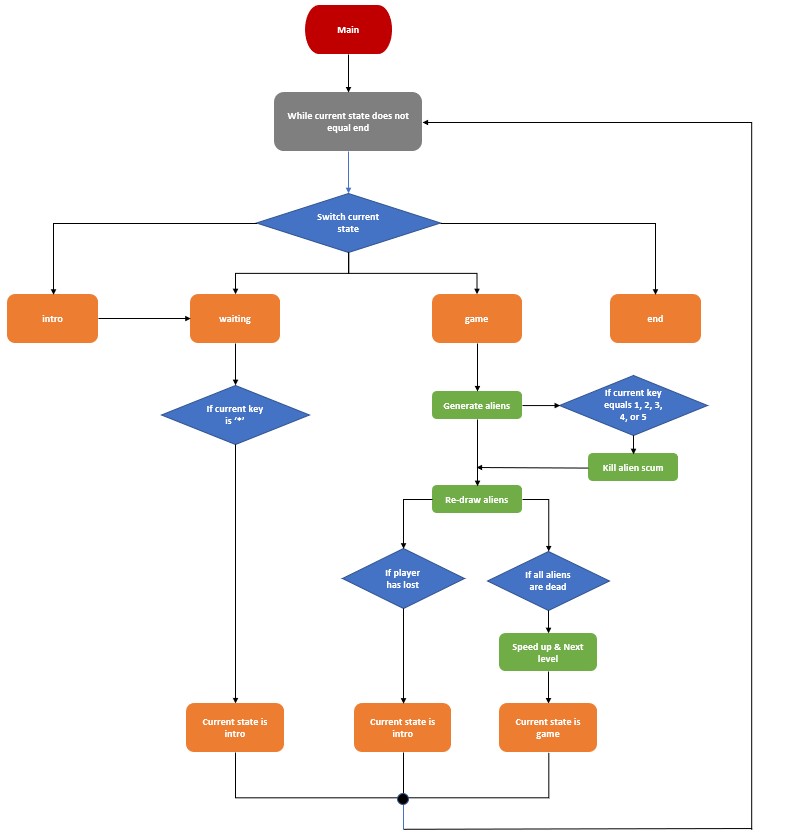 Main
While current state does not
equal end
Switch current
state
intro
waiting
game
end
If current key
is ‘*’
Generate aliens
If current key
equals 1, 2, 3,
4, or 5
Kill alien scum
Re-draw aliens
If player
has lost
If all aliens
are dead
Speed up & Next
level
Current state is
intro
Current state is
intro
Current state is
game